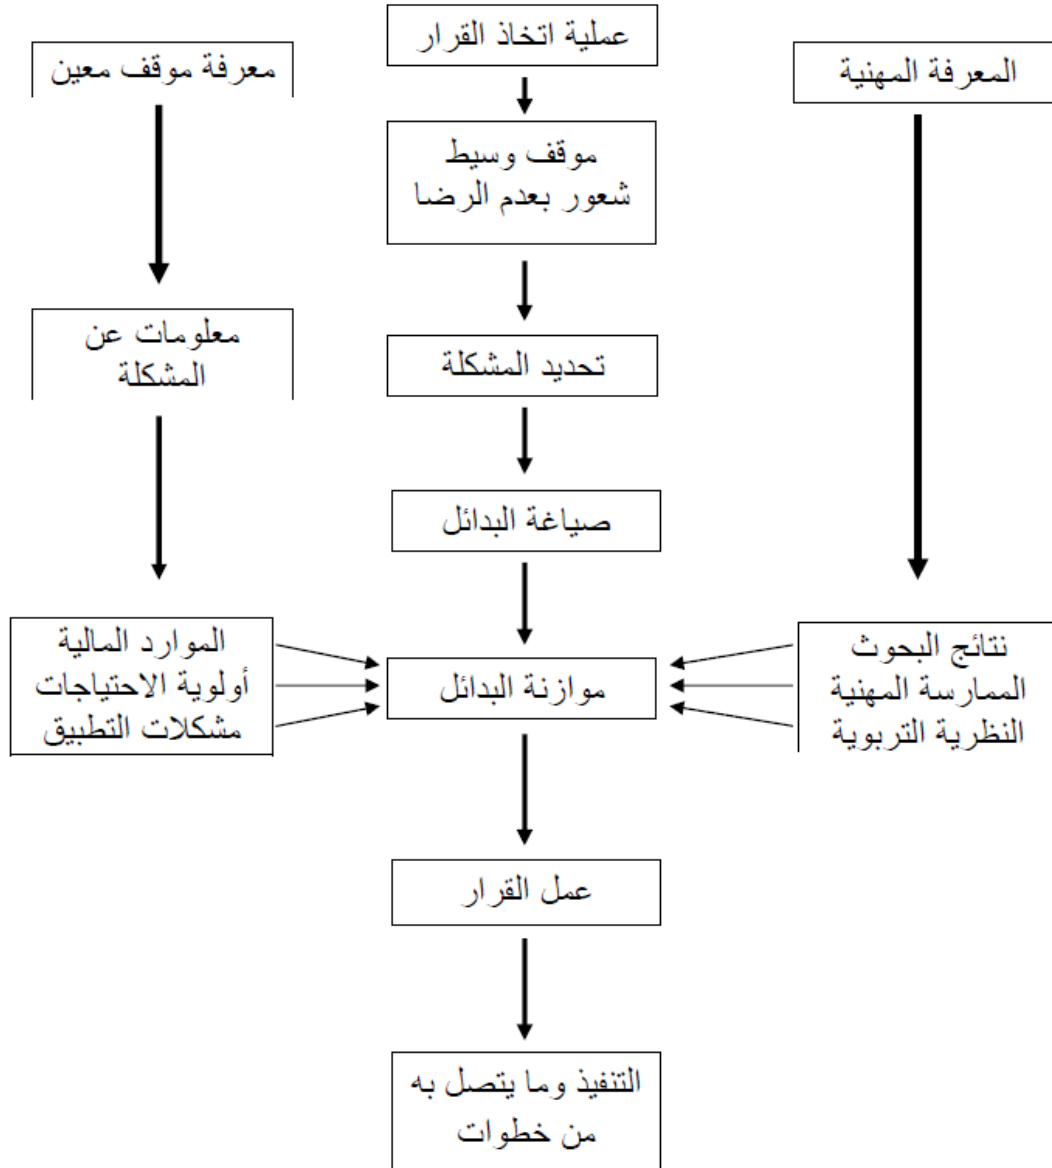 عملية اتخاذ القرار
معرفة موقف معين
المعرفة المهنية
موقف وسيط
شعور بعدم الرضا
معلومات عن
المشكلة
تحديد المشكلة
صياغة البدائل
نتائج البحوث
الممارسة المهنية
النظرية التربوية
موازنة البدائل
الموارد المالية
أولوية الاحتياجات
مشكلات التطبيق
عمل القرار
التنفيذ وما يتصل به
من خطوات